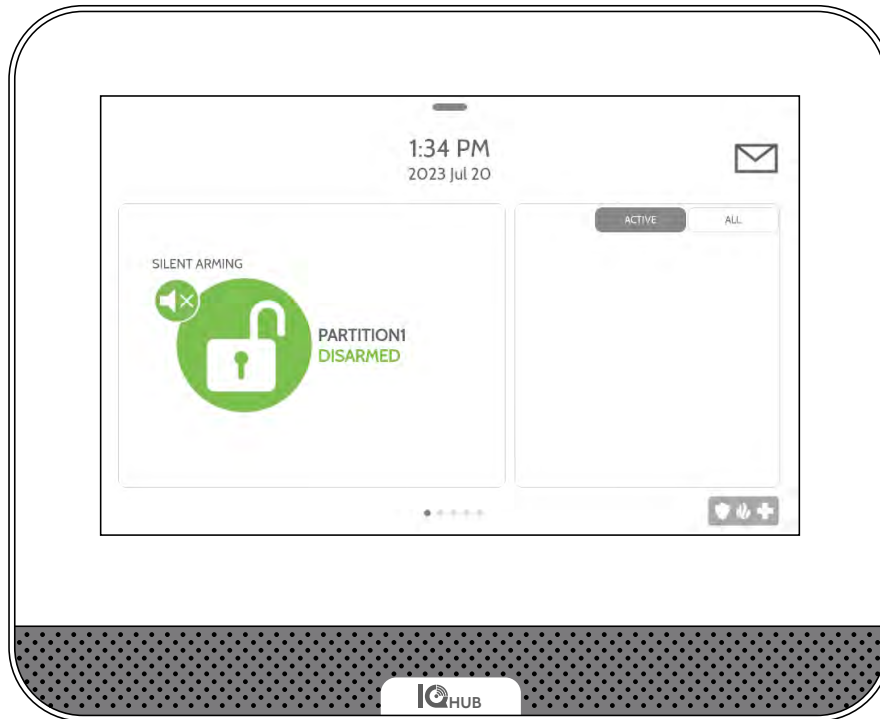 1:34 PM
2023 Jul 20
ACTIVE
ALL
SILENT ARMING
PARTITION1
DISARMED
IQHUB